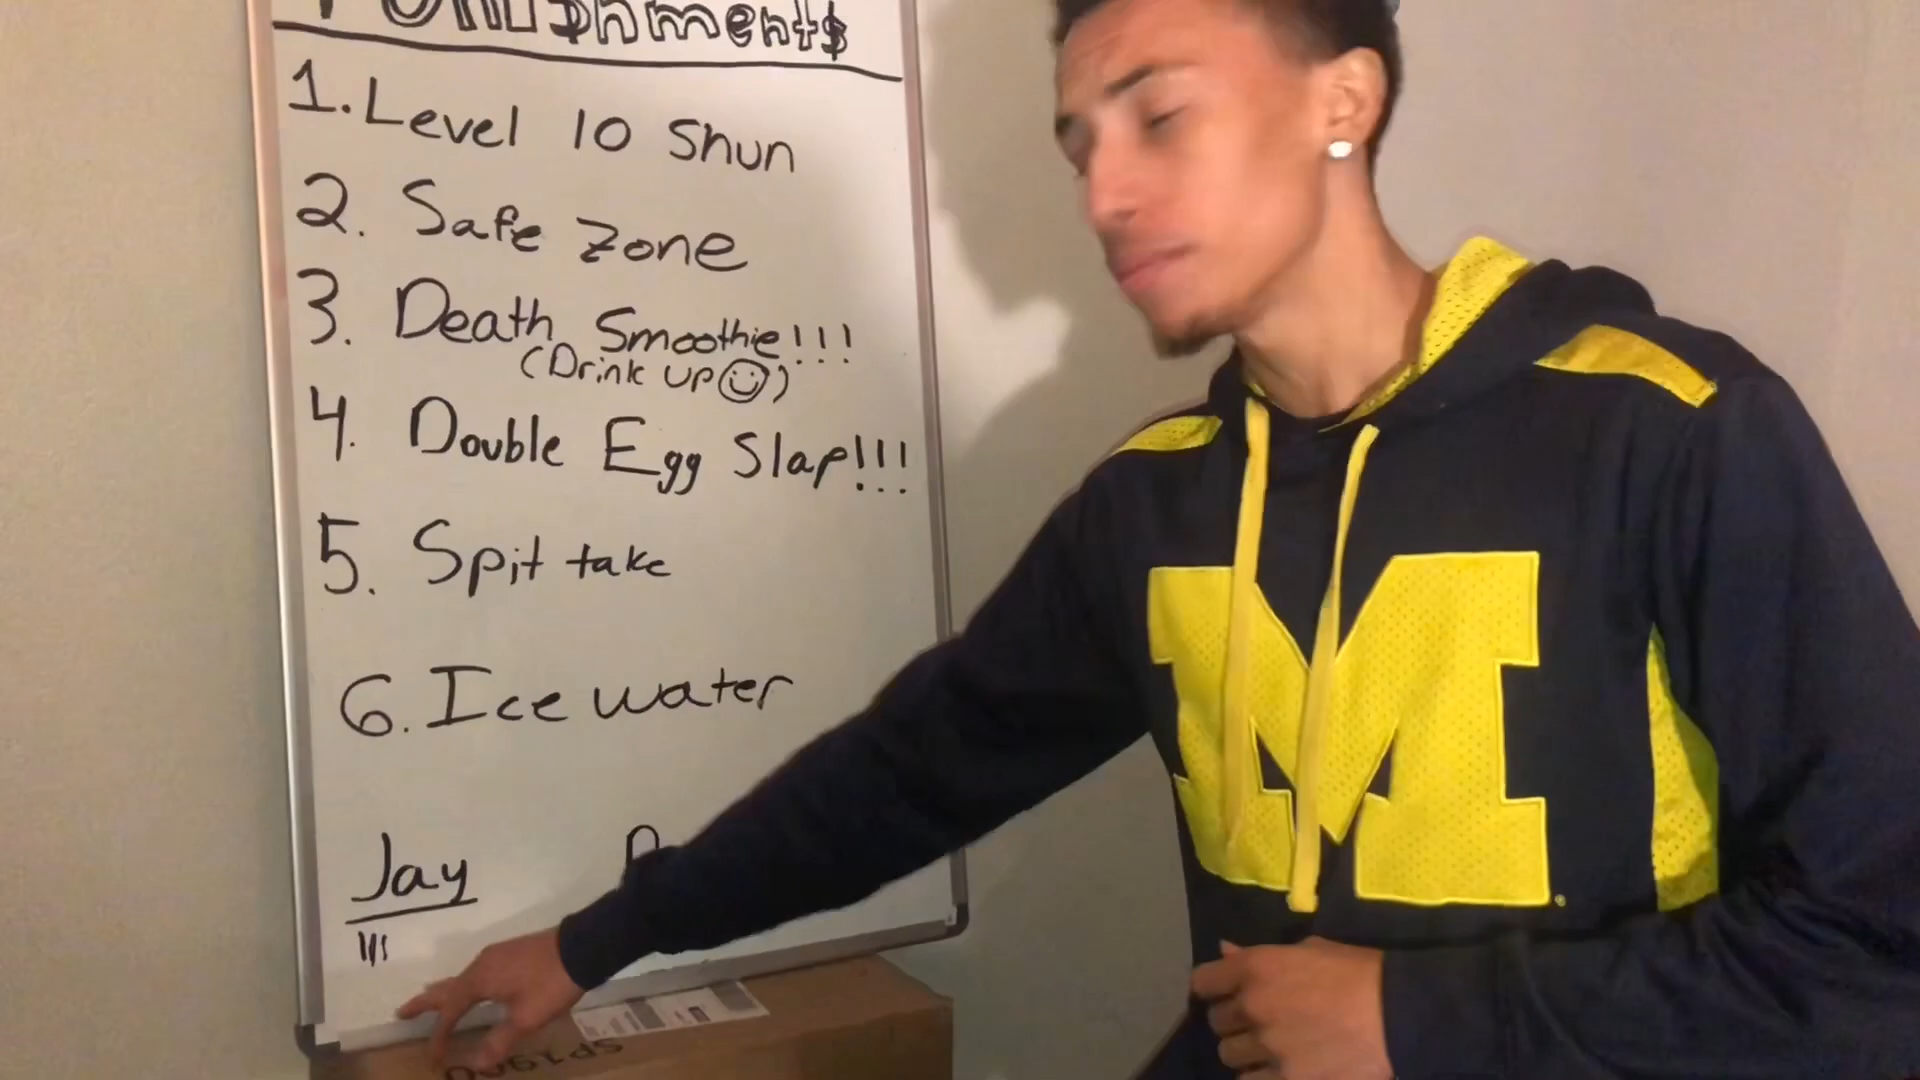 Punishments
1. Level 10 Shun
2. Safe Zone
3. Death Smoothie!!!
(Drink up☺)
4. Double Egg Slap!!!
5. Spit take
6. Ice water
Jay
M